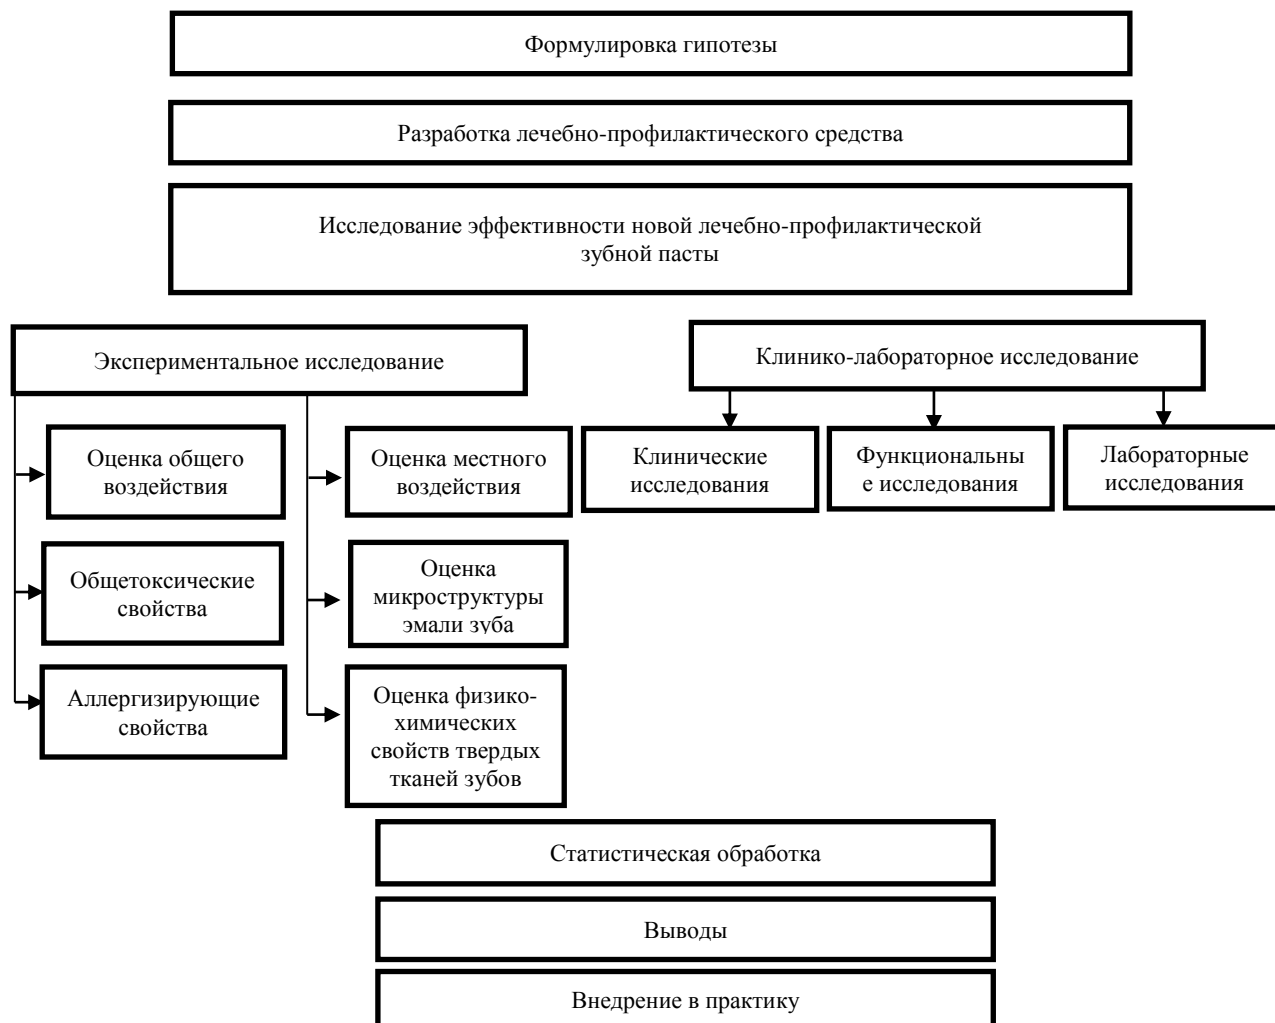 Формулировка гипотезы
Разработка лечебно-профилактического средства
Исследование эффективности новой лечебно-профилактической
зубной пасты
Экспериментальное исследование
Клинико-лабораторное исследование
Оценка общего
воздействия
Оценка местного
воздействия
Клинические
исследования
Функциональны
е исследования
Лабораторные
исследования
Общетоксические
свойства
Оценка
микроструктуры
эмали зуба
Аллергизирующие
свойства
Оценка физико-
химических
свойств твердых
тканей зубов
Статистическая обработка
Выводы
Внедрение в практику